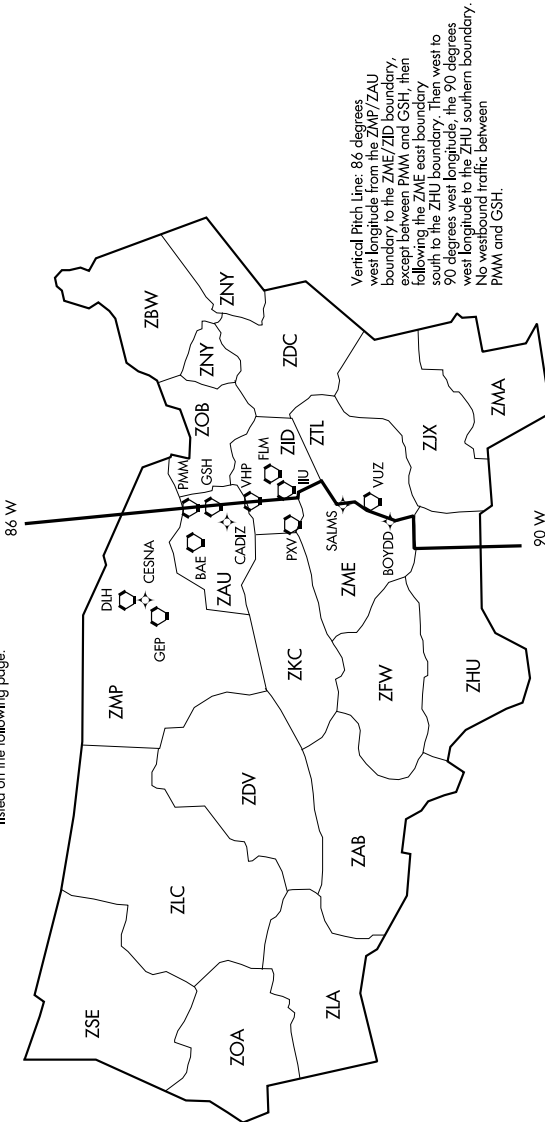 listed on the following page.
86 W
ZSE
ZLC
ZMP
DLH
CESNA
GEP
BAE
ZAU
CADIZ
PMM
GSH
ZOB
ZBW
ZNY
ZNY
ZOA
ZDV
ZKC
PXV
VHP
FLM
IIU
ZID
ZDC
ZLA
ZAB
ZFW
ZME
SALMS
BOYDD
VUZ
ZTL
ZJX
ZHU
ZMA
90 W
Vertical Pitch Line: 86 degrees
west longitude from the ZMP/ZAU
boundary to the ZME/ZID boundary,
except between PMM and GSH, then
following the ZME east boundary
south to the ZHU boundary. Then west to
90 degrees west longitude, the 90 degrees
west longitude to the ZHU southern boundary.
No westbound traffic between
PMM and GSH.